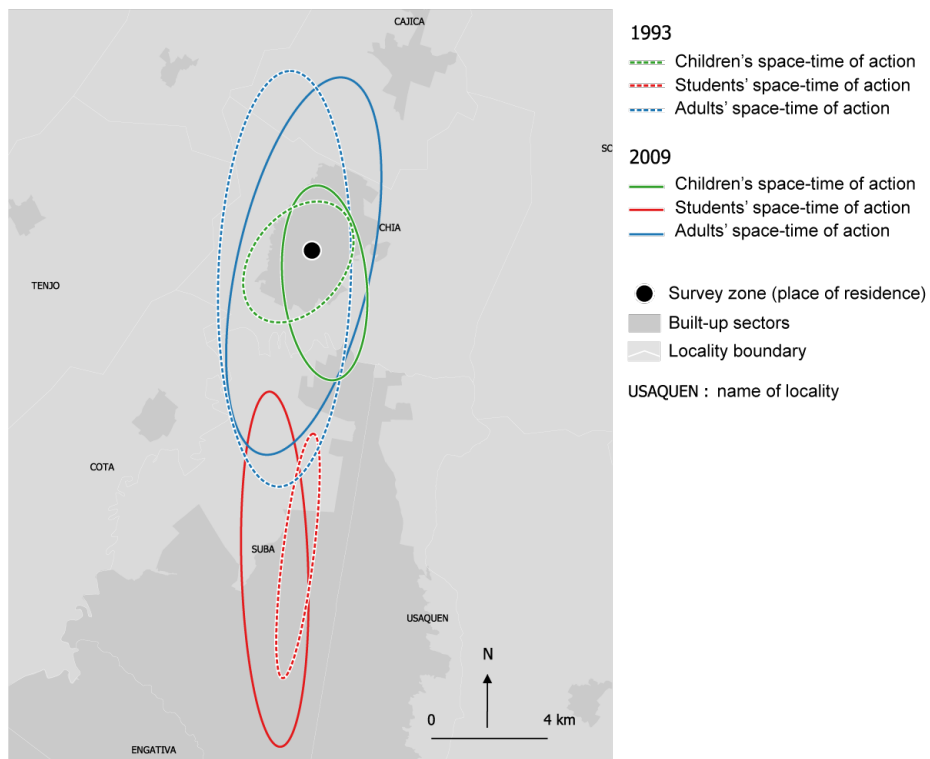 CAJICA
SC
CHIA
TENJO
COTA
SUBA
USAQUEN
ENGATIVA
N
0 4 km
1993
Children's space-time of action
Students' space-time of action
Adults' space-time of action
2009
Children's space-time of action
Students' space-time of action
Adults' space-time of action
Survey zone (place of residence)
Built-up sectors
Locality boundary
USAQUEN : name of locality